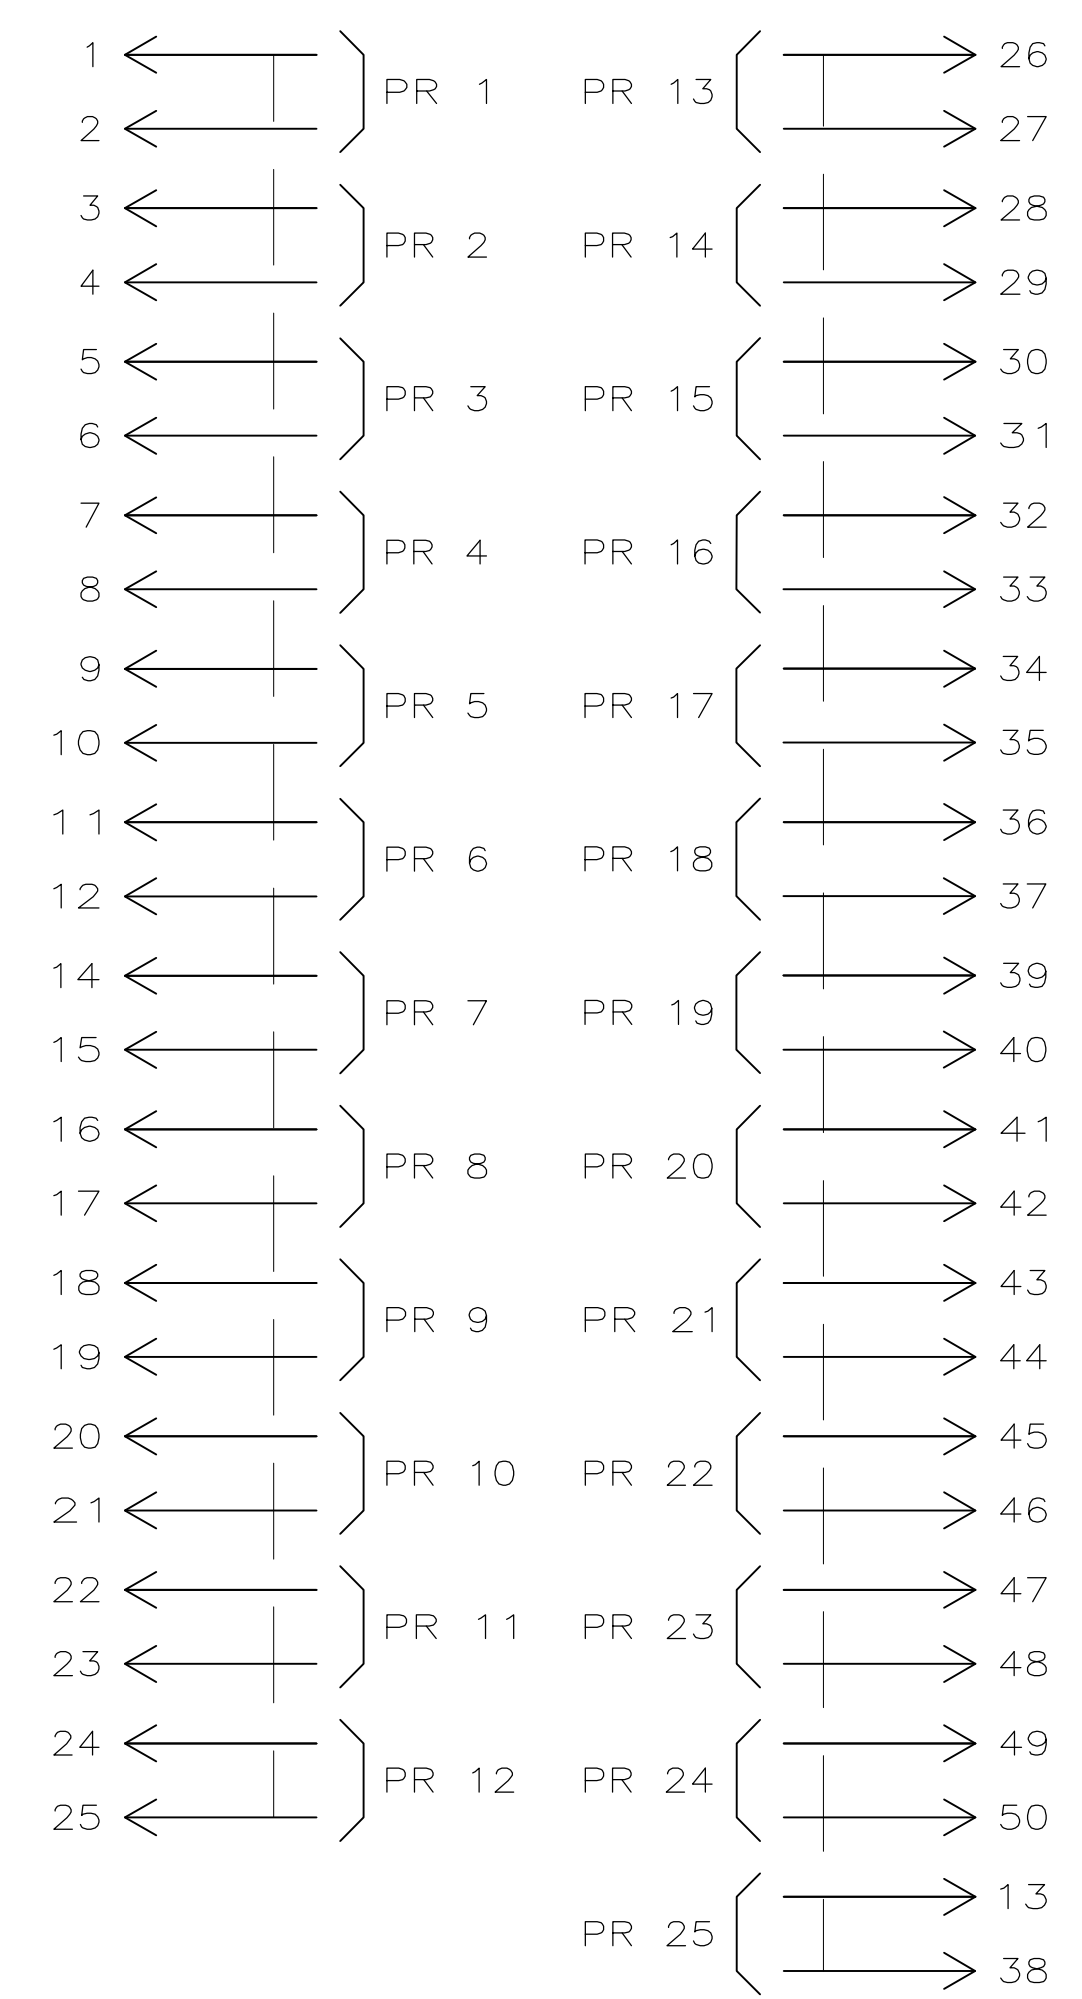 1 26
PR 1 PR 13
2 27
3 28
PR 2 PR 14
4 29
5 30
PR 3 PR 15
6 31
7 32
PR 4 PR 16
8 33
9 34
PR 5 PR 17
10 35
11 36
PR 6 PR 18
12 37
14 39
PR 7 PR 19
15 40
16 41
PR 8 PR 20
17 42
18 43
PR 9 PR 21
19 44
20 45
PR 10 PR 22
21 46
22 47
PR 11 PR 23
23 48
24 49
PR 12 PR 24
25 50
13
PR 25
38